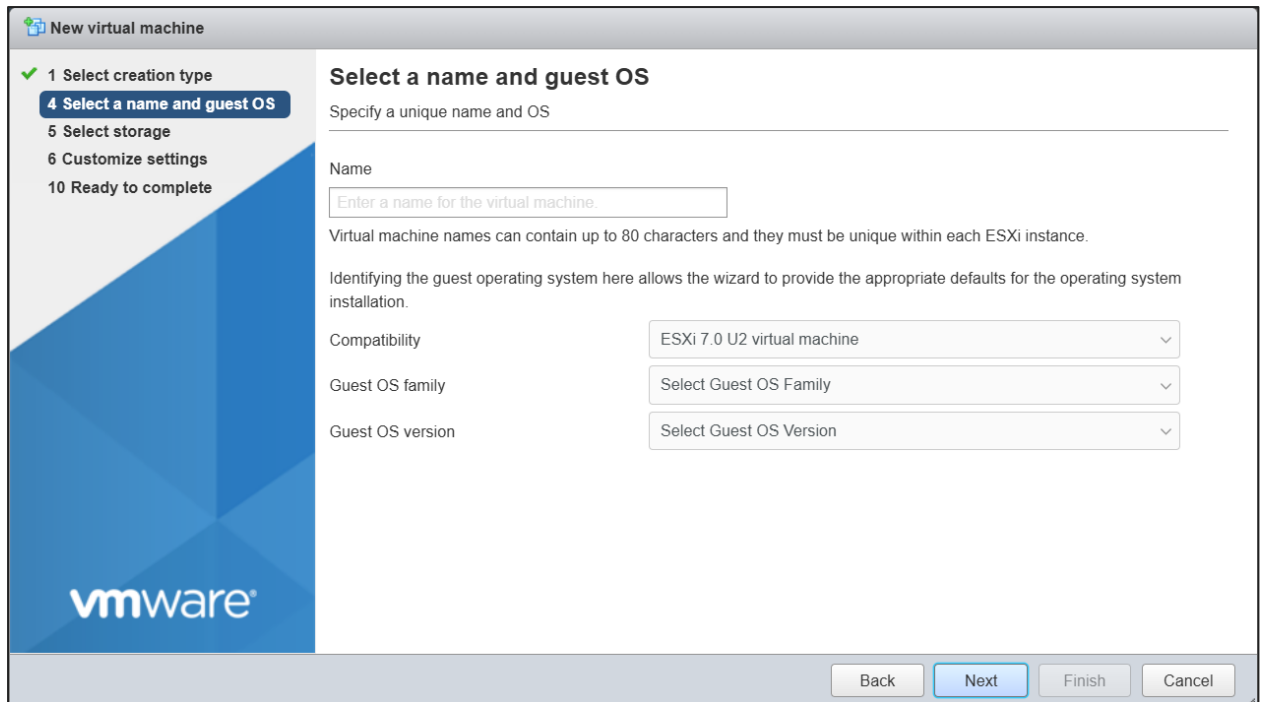 New virtual machine
1 Select creation type
4 Select a name and guest OS
5 Select storage
6 Customize settings
10 Ready to complete
vmware®
Select a name and guest OS
Specify a unique name and OS
Name
Enter a name for the virtual machine.
Virtual machine names can contain up to 80 characters and they must be unique within each ESXi instance.
Identifying the guest operating system here allows the wizard to provide the appropriate defaults for the operating system
installation.
Compatibility
ESXi 7.0 U2 virtual machine
Guest OS family
Select Guest OS Family
Guest OS version
Select Guest OS Version
Back
Next
Finish
Cancel